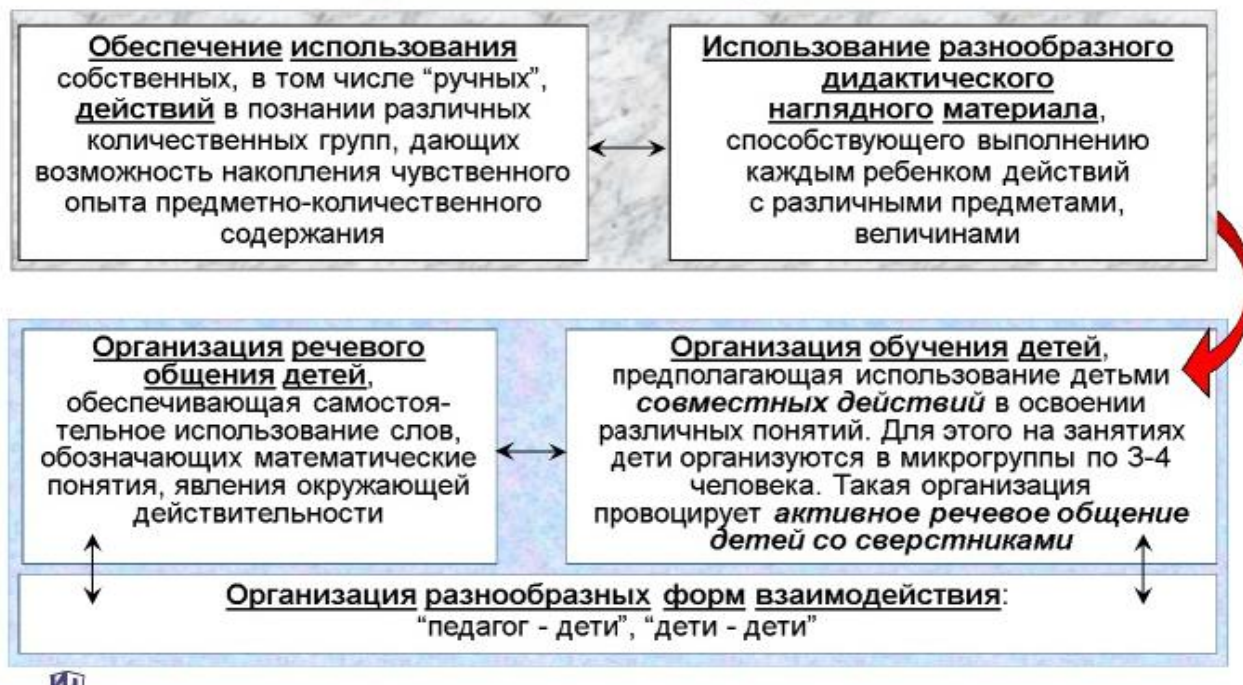 Обеспечение использования
собственных, в том числе “ручных”,
действий в познании различных
количественных групп, дающих
возможность накопления чувственного
опыта предметно-количественного
содержания
Использование разнообразного
дидактического
наглядного материала,
способствующего выполнению
каждым ребенком действий
с различными предметами,
величинами
Организация речевого
общения детей,
обеспечивающая самостоя-
тельное использование слов,
обозначающих математические
понятия, явления окружающей
действительности
Организация обучения детей,
предполагающая использование детьми
совместных действий в освоении
различных понятий. Для этого на занятиях
дети организуются в микрогруппы по 3-4
человека. Такая организация
провоцирует активное речевое общение
детей со сверстниками
Организация разнообразных форм взаимодействия:
“педагог - дети”, “дети - дети”